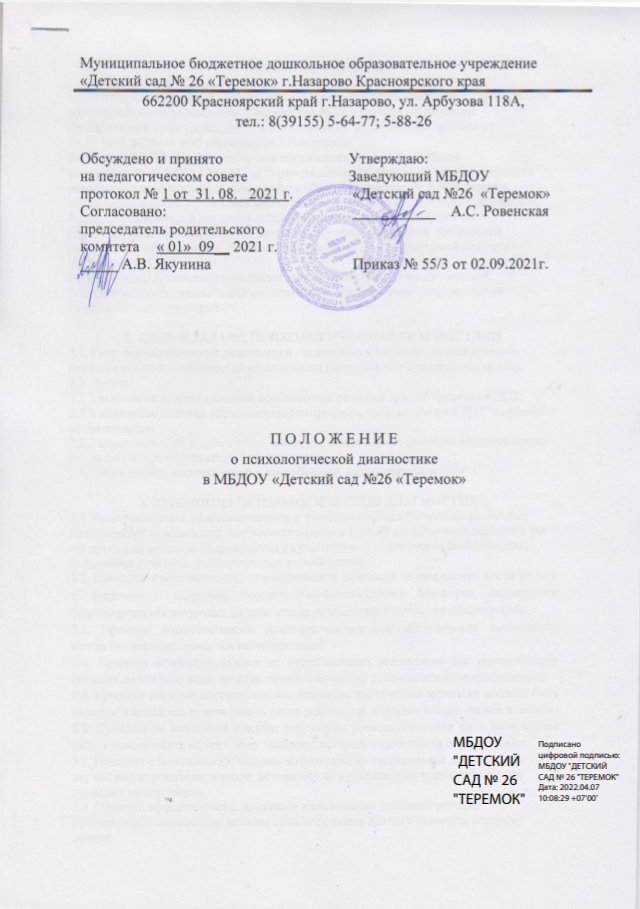 Муниципальное бюджетное дошкольное образовательное учреждение
«Детский сад № 26 «Теремок» г.Назарово Красноярского края
662200 Красноярский край г.Назарово, ул. Арбузова 118А,
тел.: 8(39155) 5-64-77; 5-88-26
Обсуждено и принято
на педагогическом совете
протокол № 1 от 31. 08. 2021 г.
Согласовано:
председатель родительского
комитета « 01» 09 2021 г.
А.В. Якунина
Утверждаю:
Заведующий МБДОУ
«Детский сад №26 «Теремок»
А.С. Ровенская
Приказ № 55/3 от 02.09.2021г.
МБДОУ
«Детский сад №26
«Теремок»
П О Л О Ж Е Н И Е
о психологической диагностике
в МБДОУ «Детский сад №26 «Теремок»
МБДОУ
"ДЕТСКИЙ
САД № 26
"ТЕРЕМОК"
Подписано
цифровой подписью:
МБДОУ "ДЕТСКИЙ
САД № 26 "ТЕРЕМОК"
Дата: 2022.04.07
10:08:29 +07'00'